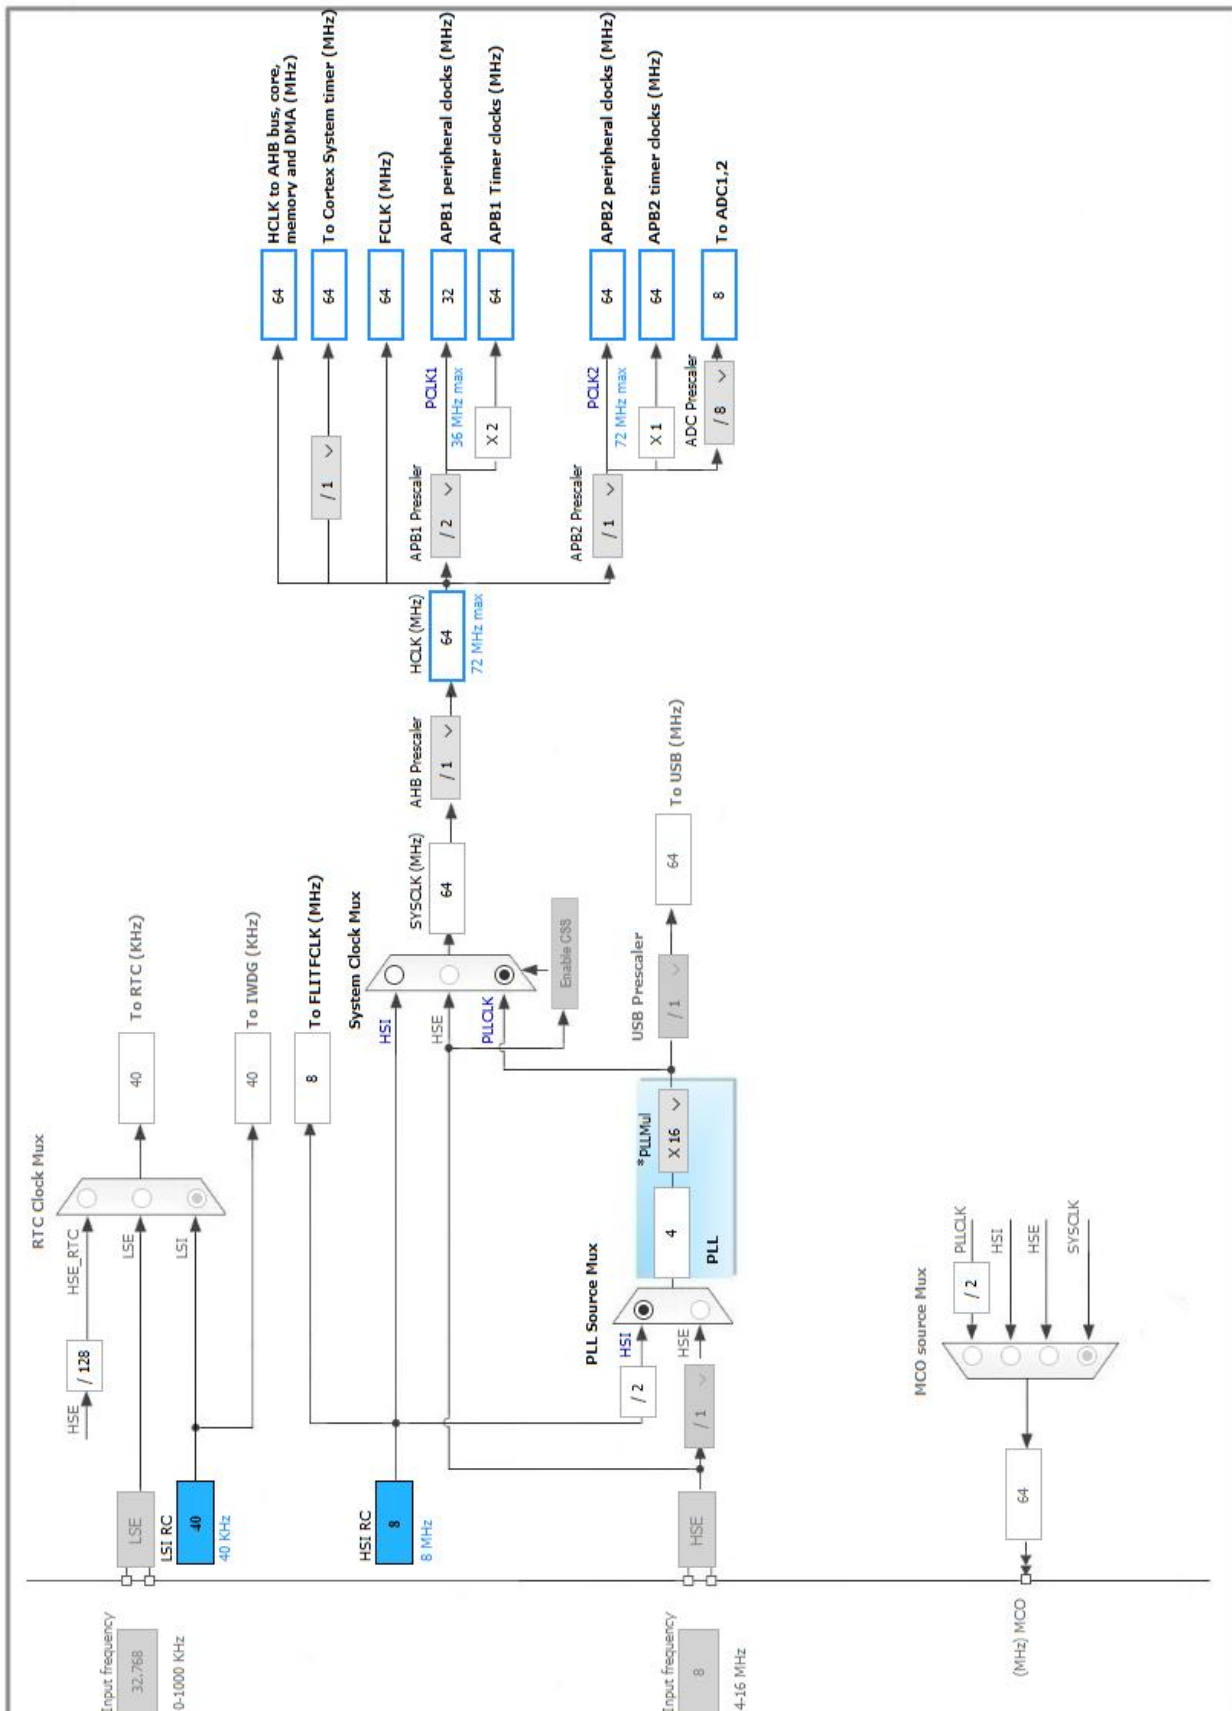 Input frequency
32.768
0-1000 KHz
LSE
LSI RC
40
40 KHz
HSE
/ 128
HSE_RTC
LSE
LSI
RTC Clock Mux
40
To RTC (KHz)
40
To IWDG (KHz)
8
To FLITFCLK (MHz)
HSI RC
8
8 MHz
System Clock Mux
HSI
HSE
PLLCLK
Enable CSS
SYSCLK (MHz)
64
AHB Prescaler
/ 1
HCLK (MHz)
64
72 MHz max
/ 1
64
HCLK to AHB bus, core,
memory and DMA (MHz)
64
To Cortex System timer (MHz)
64
FCLK (MHz)
APB1 Prescaler
/ 2
PCLK1
36 MHz max
32
APB1 peripheral clocks (MHz)
X 2
64
APB1 Timer clocks (MHz)
APB2 Prescaler
/ 1
PCLK2
72 MHz max
64
APB2 peripheral clocks (MHz)
X 1
64
APB2 timer clocks (MHz)
ADC Prescaler
/ 8
8
To ADC1,2
Input frequency
8
4-16 MHz
HSE
/ 1
/ 2
PLL Source Mux
HSI
HSE
4
*PLLMul
X 16
PLL
USB Prescaler
/ 1
64
To USB (MHz)
(MHz) MCO
64
MCO source Mux
/ 2
PLLCLK
HSI
HSE
SYSCLK